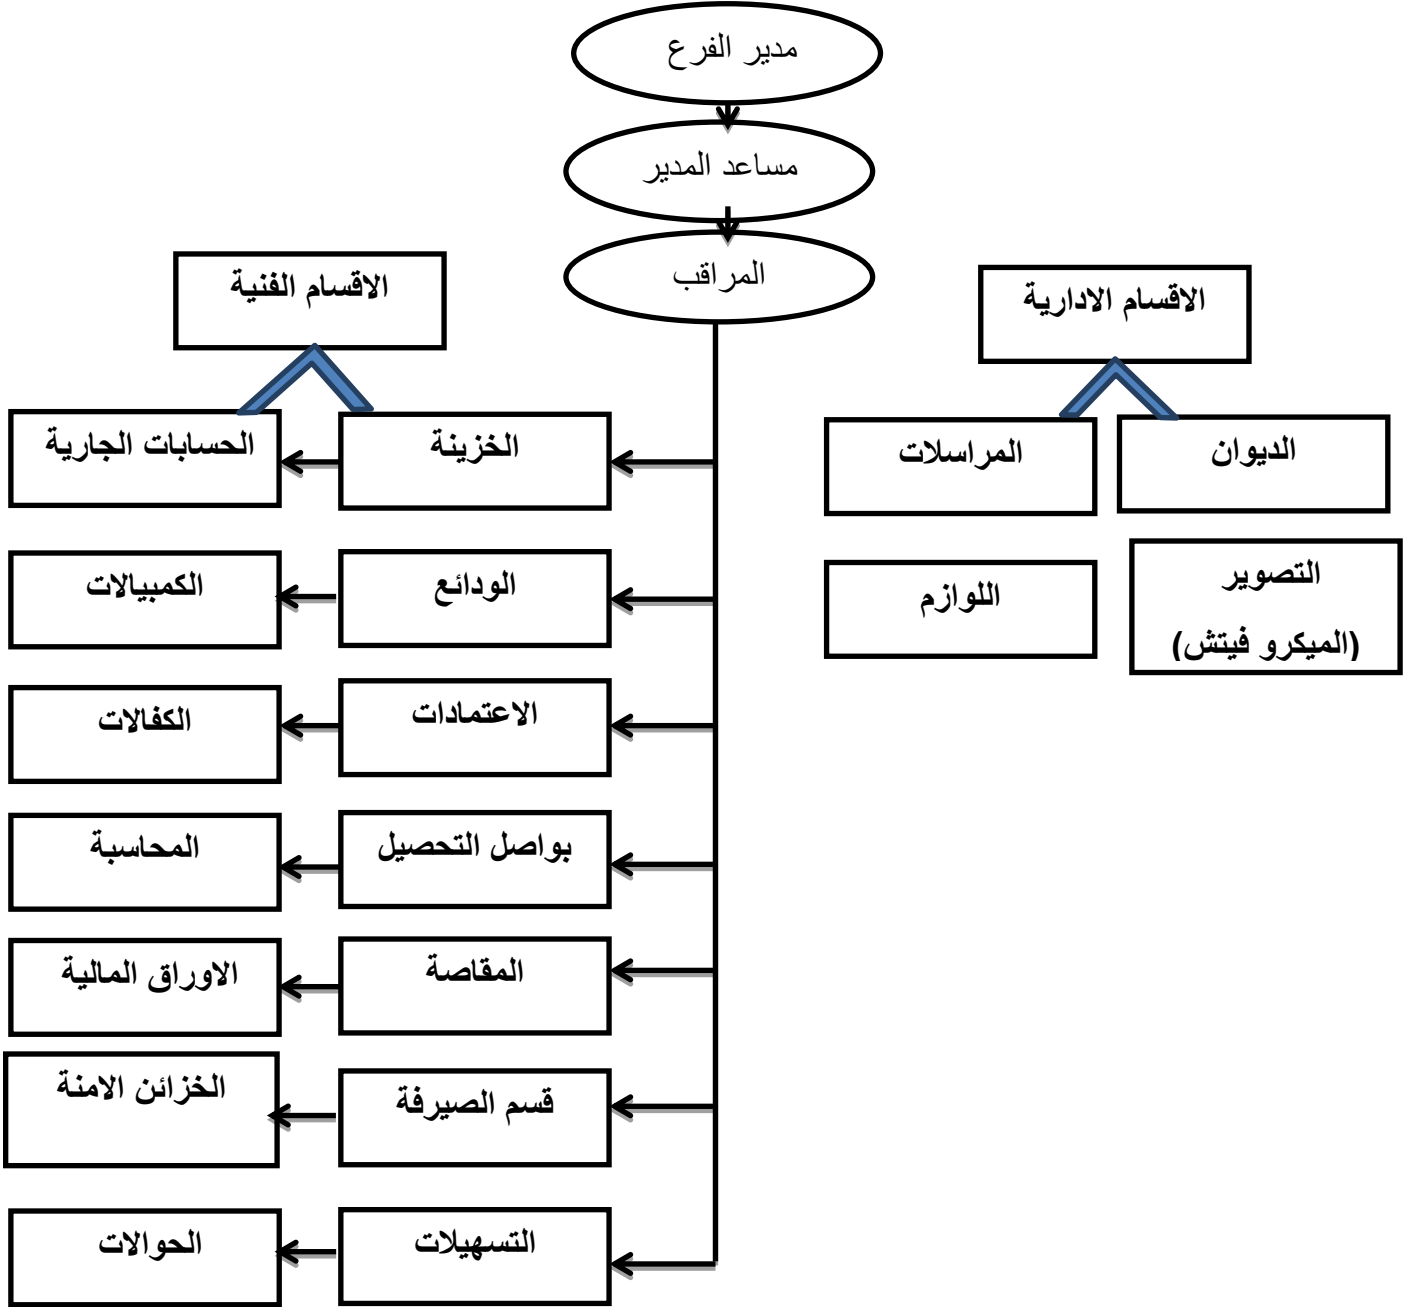 مدير الفرع
مساعد المدير
المراقب
الاقسام الادارية
الديوان
المراسلات
التصوير
(الميكرو فيتش)
اللوازم
الاقسام الفنية
الخزينة
الحسابات الجارية
الودائع
الكمبيالات
الاعتمادات
الكفالات
بواصل التحصيل
المحاسبة
المقاصة
الاوراق المالية
قسم الصيرفة
الخزائن الامنة
التسهيلات
الحوالات